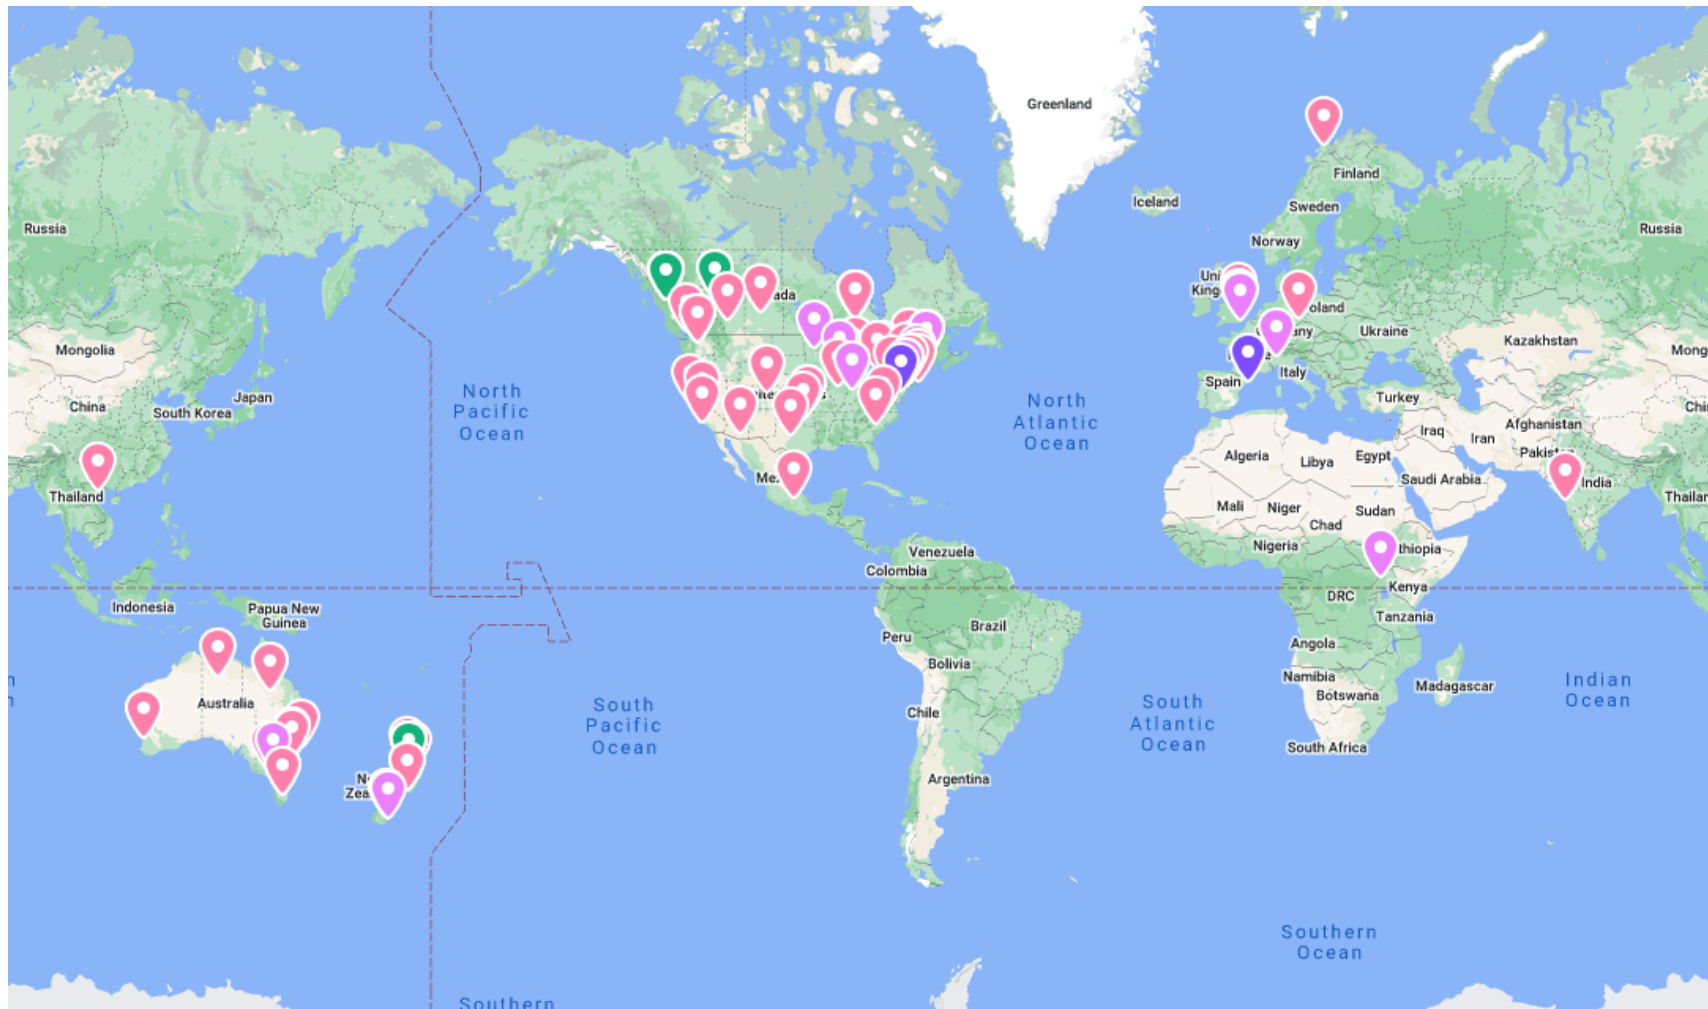 Greenland
Finland
Iceland
Sweden
Russia
Russia
Norway
Mongolia
Ukraine
Kazakhstan
Italy
Spain
China
Japan
South Korea
Turkey
North
Pacific
Ocean
North
Atlantic
Ocean
Afghanistan
Iraq
Iran
Algeria
Libya
Egypt
Saudi Arabia
India
Thailand
Mali
Niger
Sudan
Chad
Nigeria
Venezuela
Colombia
Kenya
DRC
Indonesia
Papua New
Guinea
Tanzania
Brazil
Peru
Angola
Bolivia
Namibia
Botswana
Madagascar
Australia
Indian
Ocean
South
Pacific
Ocean
South
Atlantic
Ocean
Chile
South Africa
Argentina
Southern
Ocean
Southern